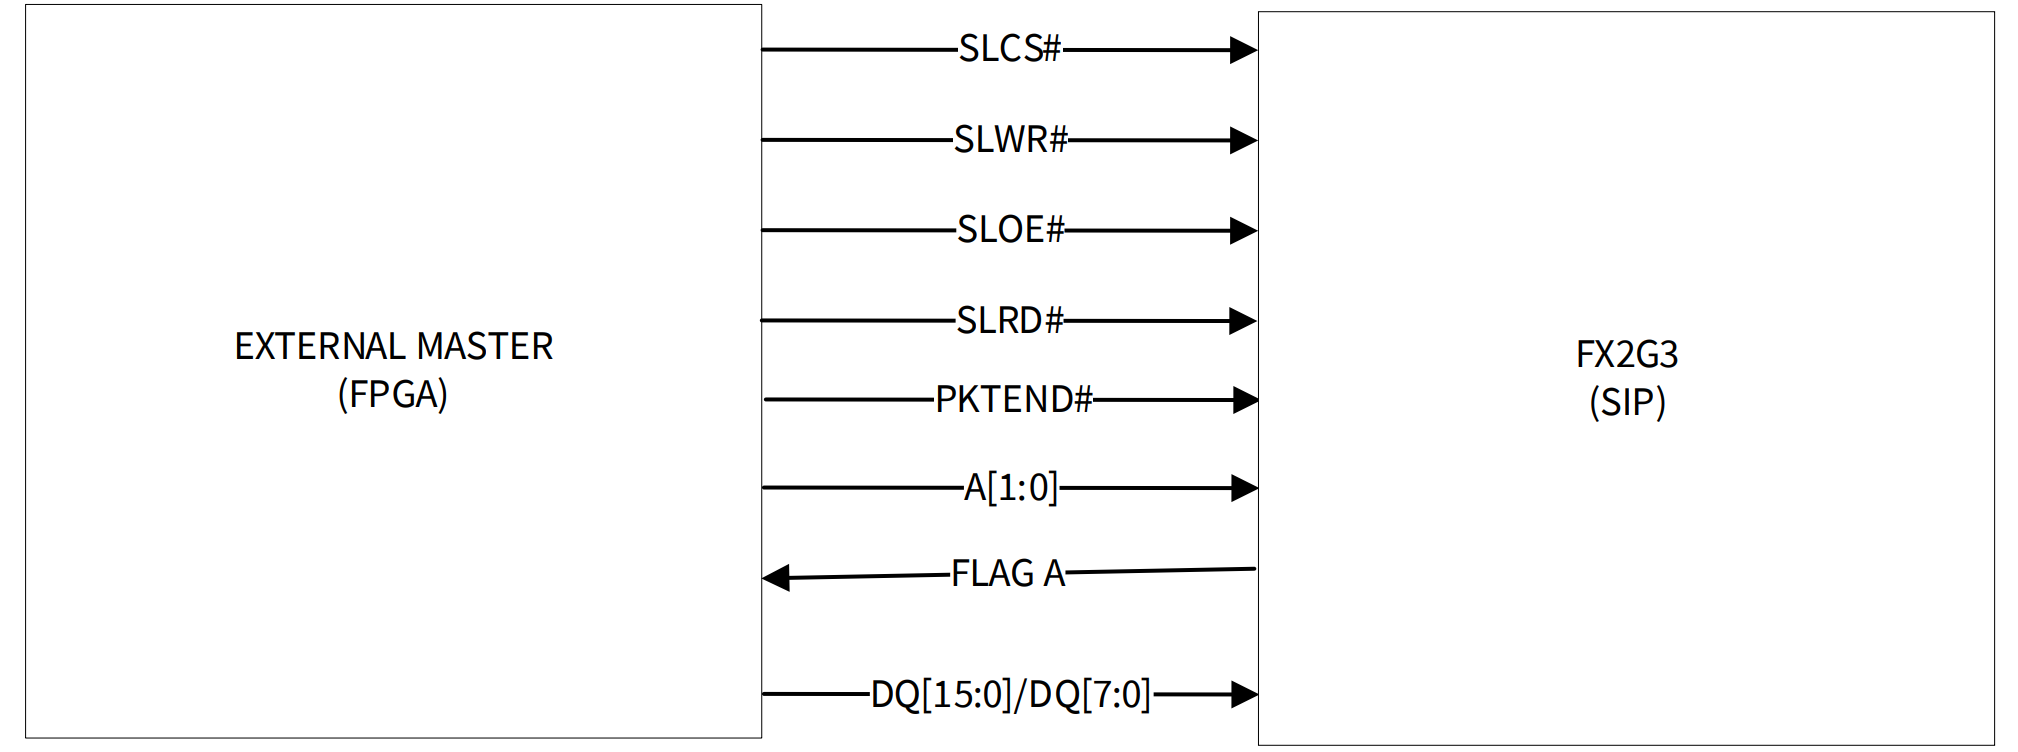 SLCS#
SLWR#
SLOE#
SLRD#
EXTERNAL MASTER
(FPGA)
FX2G3
(SIP)
PKTEND#
A[1:0]
FLAG A
DQ[15:0]/DQ[7:0]